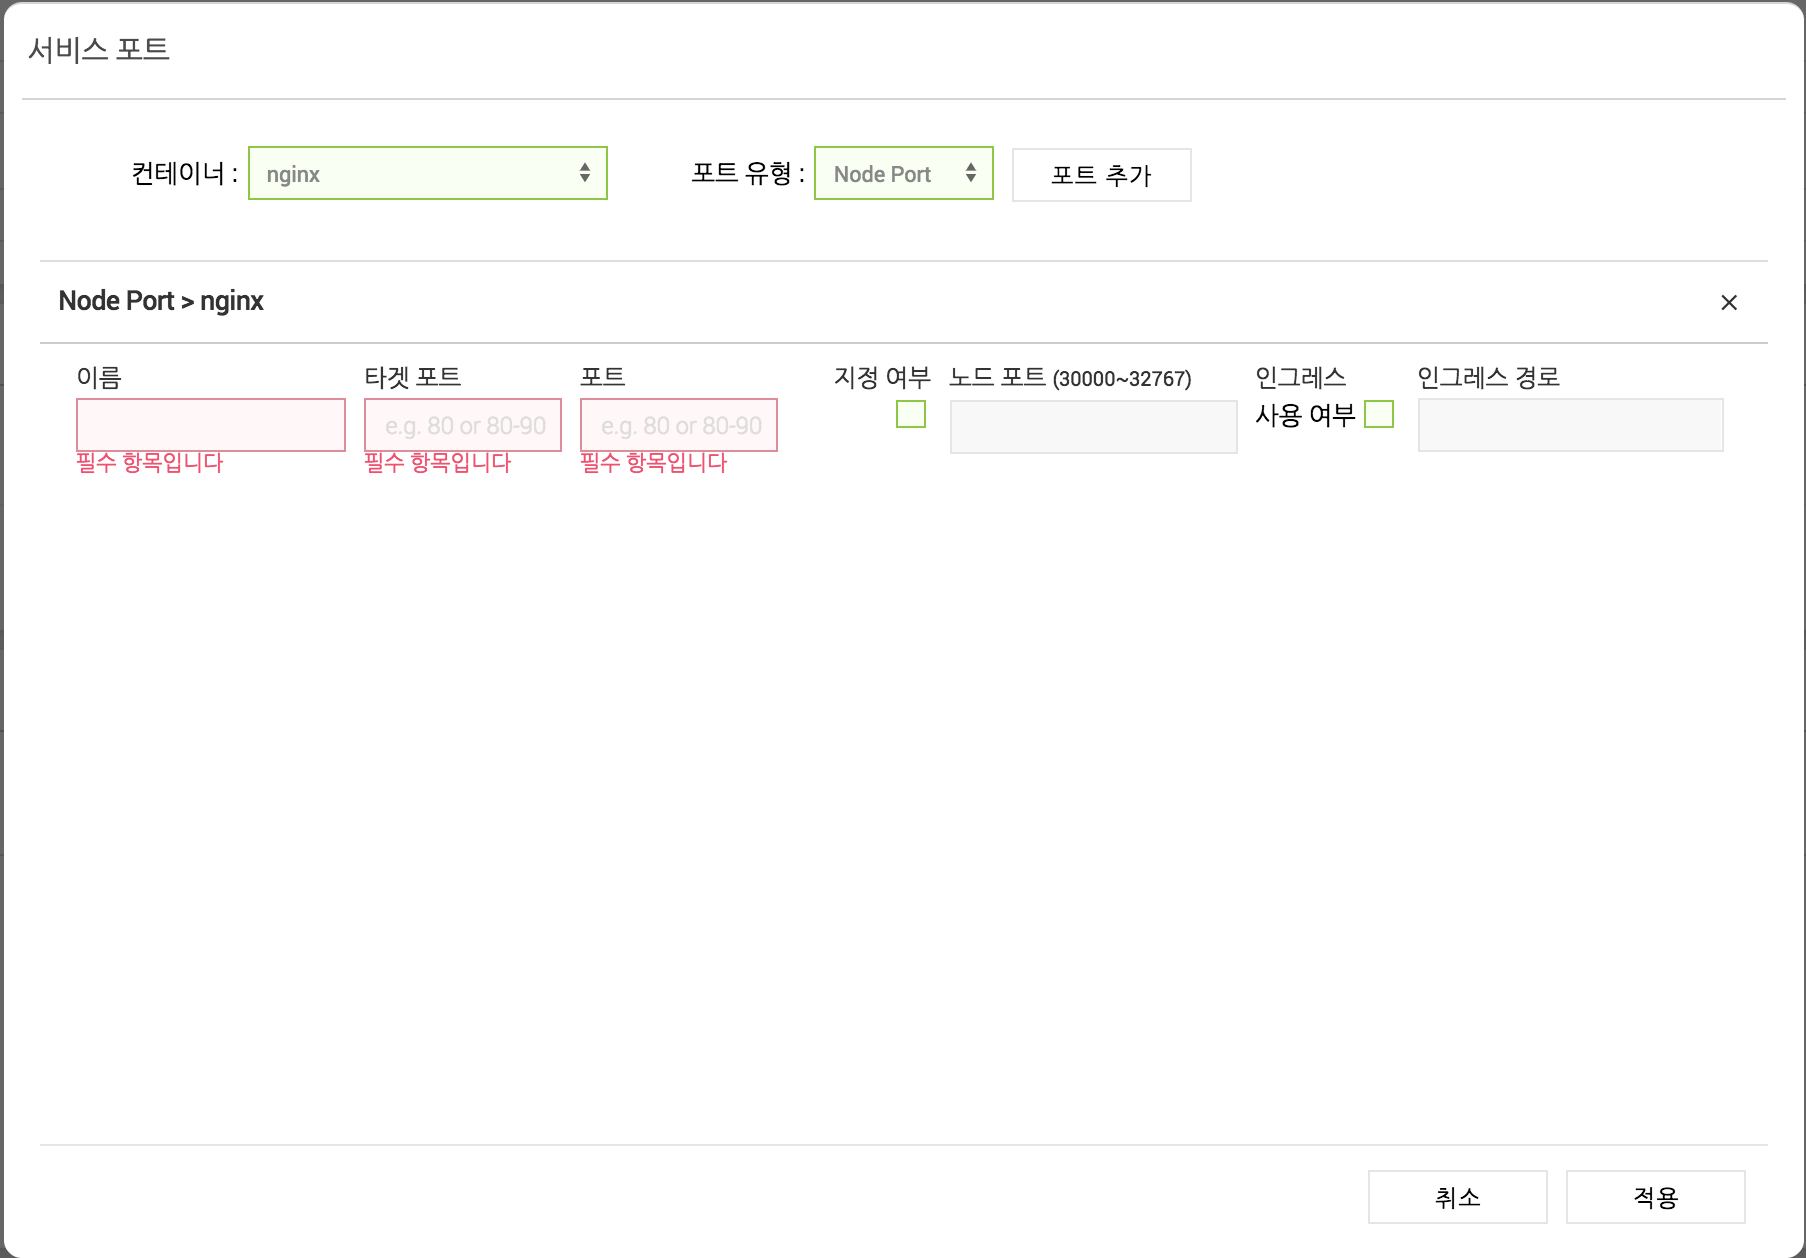 서비스 포트
컨테이너 : nginx 포트 유형 : Node Port 포트 추가
Node Port > nginx
이름 타겟 포트 포트 지정 여부 노드 포트 (30000~32767) 인그레스 인그레스 경로
e.g. 80 or 80-90 e.g. 80 or 80-90 사용 여부
필수 항목입니다 필수 항목입니다 필수 항목입니다
취소 적용